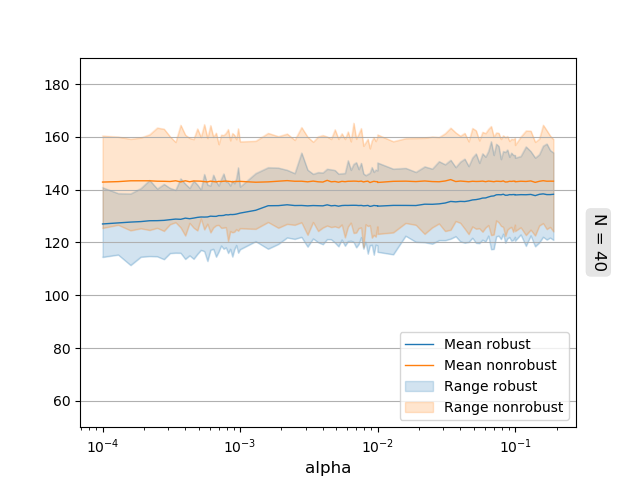 180
160
140
120
100
80
60
10⁻⁴
10⁻³
10⁻²
10⁻¹
alpha
N = 40
Mean robust
Mean nonrobust
Range robust
Range nonrobust